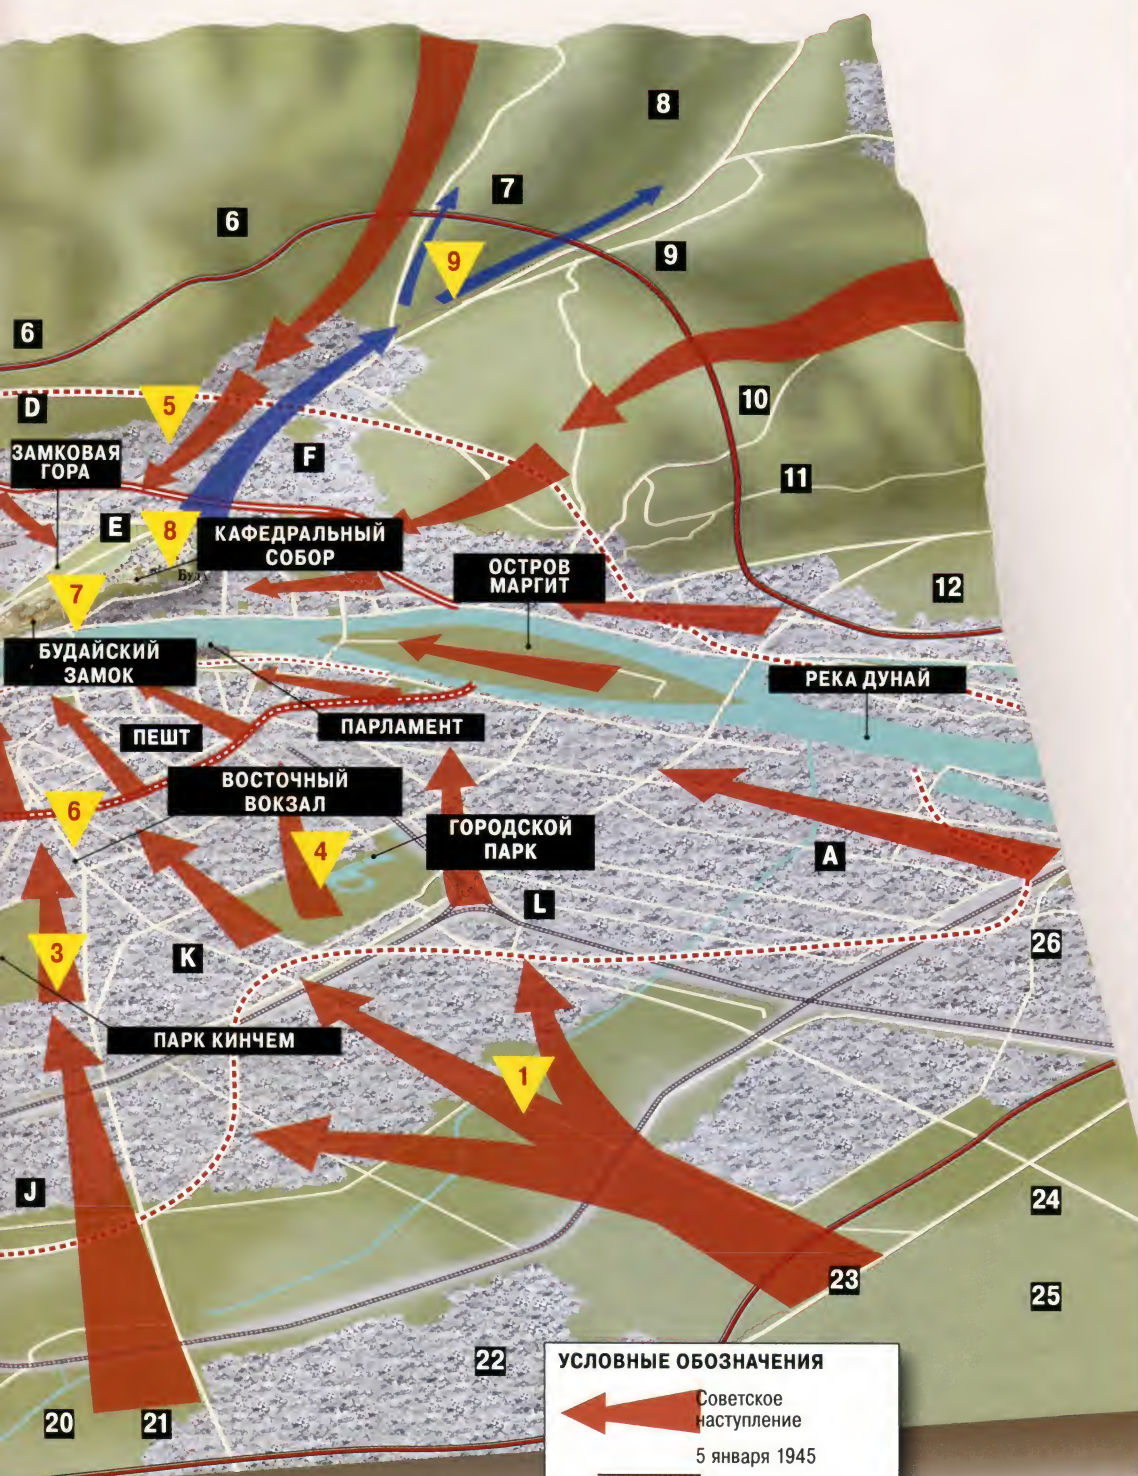 8
7
6
9
9
6
10
D
5
ЗАМКОВАЯ
ГОРА
F
11
E
8
КАФЕДРАЛЬНЫЙ
СОБОР
ОСТРОВ
МАРГИТ
Буда
7
12
БУДАЙСКИЙ
ЗАМОК
РЕКА ДУНАЙ
ПАРЛАМЕНТ
ПЕШТ
ВОСТОЧНЫЙ
ВОКЗАЛ
6
ГОРОДСКОЙ
ПАРК
4
A
L
3
K
26
ПАРК КИНЧЕМ
1
J
24
23
25
22
20
21
УСЛОВНЫЕ ОБОЗНАЧЕНИЯ
Советское
наступление
5 января 1945